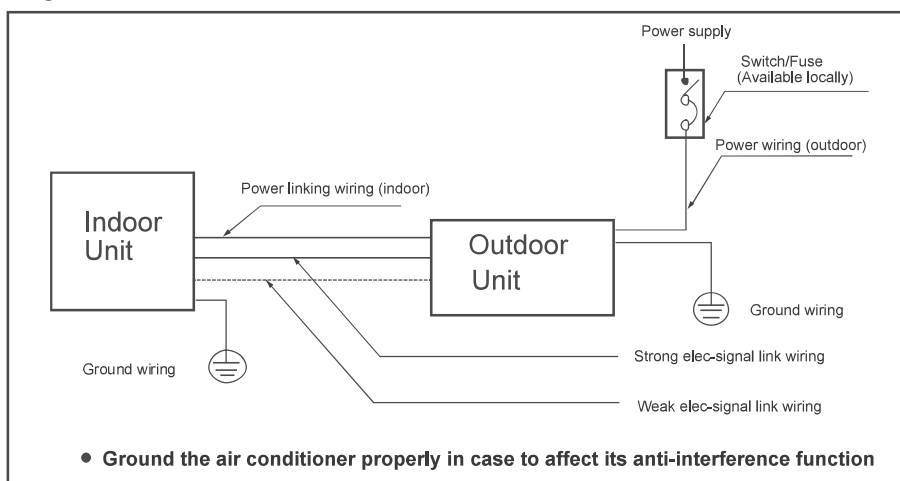 Power supply
Switch/Fuse
(Available locally)
Power wiring (outdoor)
Power linking wiring (indoor)
Indoor
Unit
Outdoor
Unit
Ground wiring
Ground wiring
Strong elec-signal link wiring
Weak elec-signal link wiring
● Ground the air conditioner properly in case to affect its anti-interference function